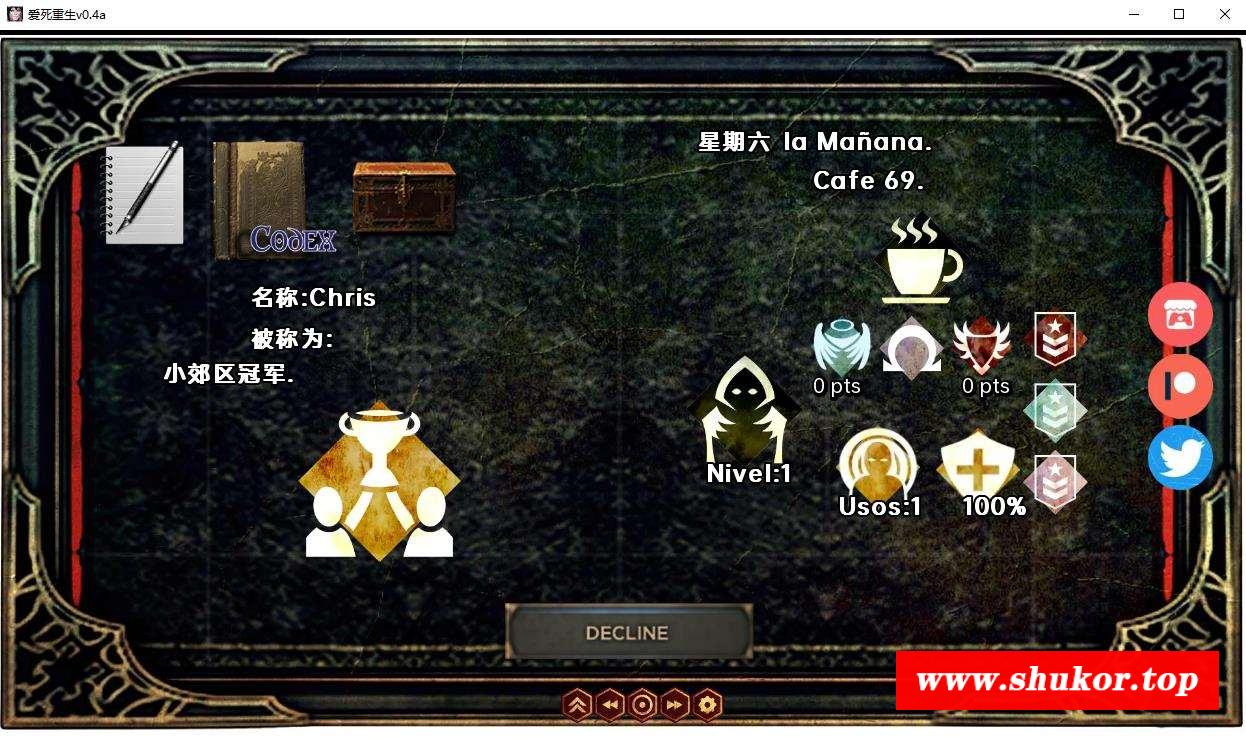 爱死重生v0.4a
星期六 la Mañana.
Cafe 69.
Codex
名称:Chris
被称为:
小郊区冠军.
0 pts
0 pts
Nivel:1
Usos:1
100%
DECLINE
www.shukor.top